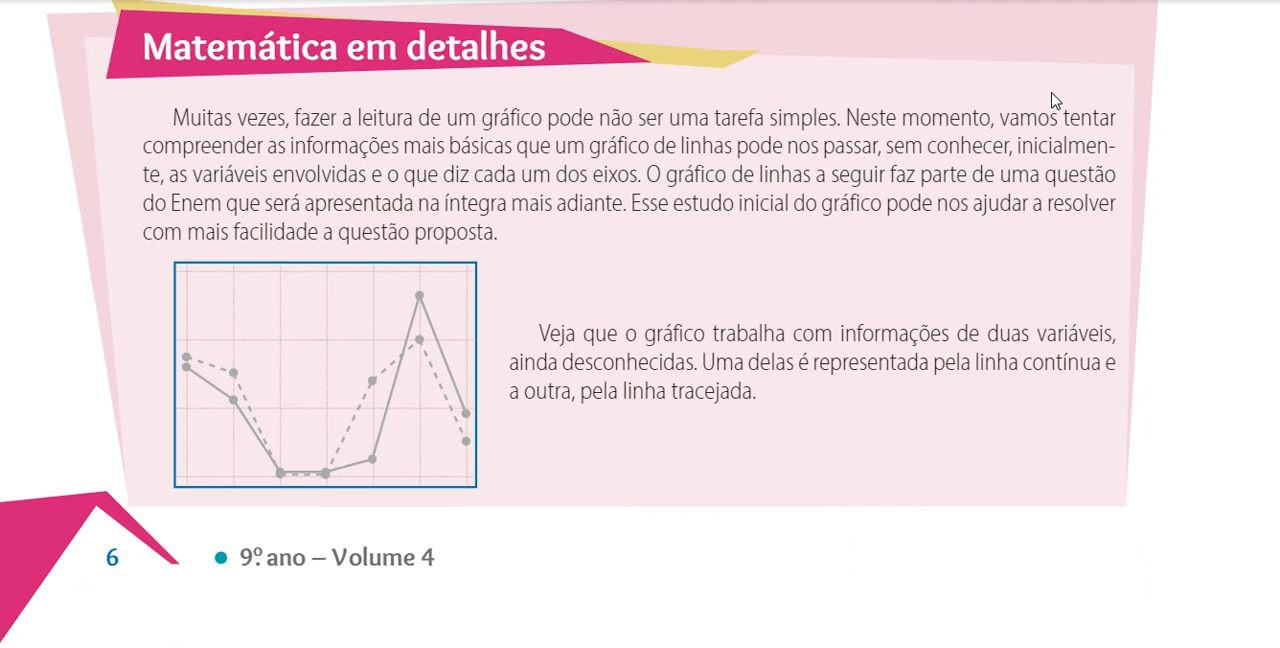 Matemática em detalhes
Muitas vezes, fazer a leitura de um gráfico pode não ser uma tarefa simples. Neste momento, vamos tentar
compreender as informações mais básicas que um gráfico de linhas pode nos passar, sem conhecer, inicialmen-
te, as variáveis envolvidas e o que diz cada um dos eixos. O gráfico de linhas a seguir faz parte de uma questão
do Enem que será apresentada na íntegra mais adiante. Esse estudo inicial do gráfico pode nos ajudar a resolver
com mais facilidade a questão proposta.
Veja que o gráfico trabalha com informações de duas variáveis,
ainda desconhecidas. Uma delas é representada pela linha contínua e
a outra, pela linha tracejada.
6 • 9º. ano – Volume 4